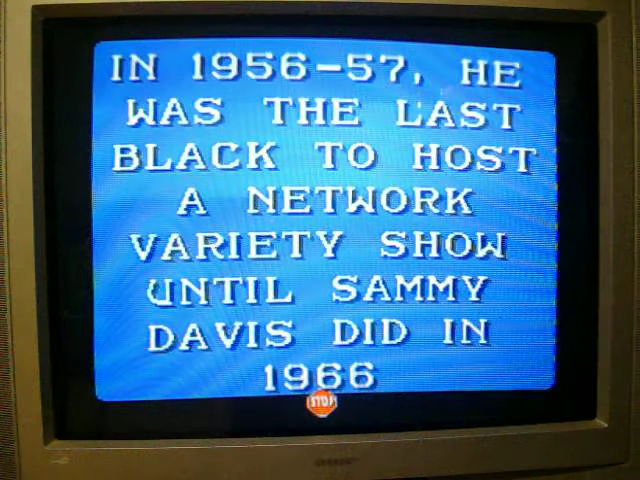 IN 1956-57, HE
WAS THE LAST
BLACK TO HOST
A NETWORK
VARIETY SHOW
UNTIL SAMMY
DAVIS DID IN
1966
STOP